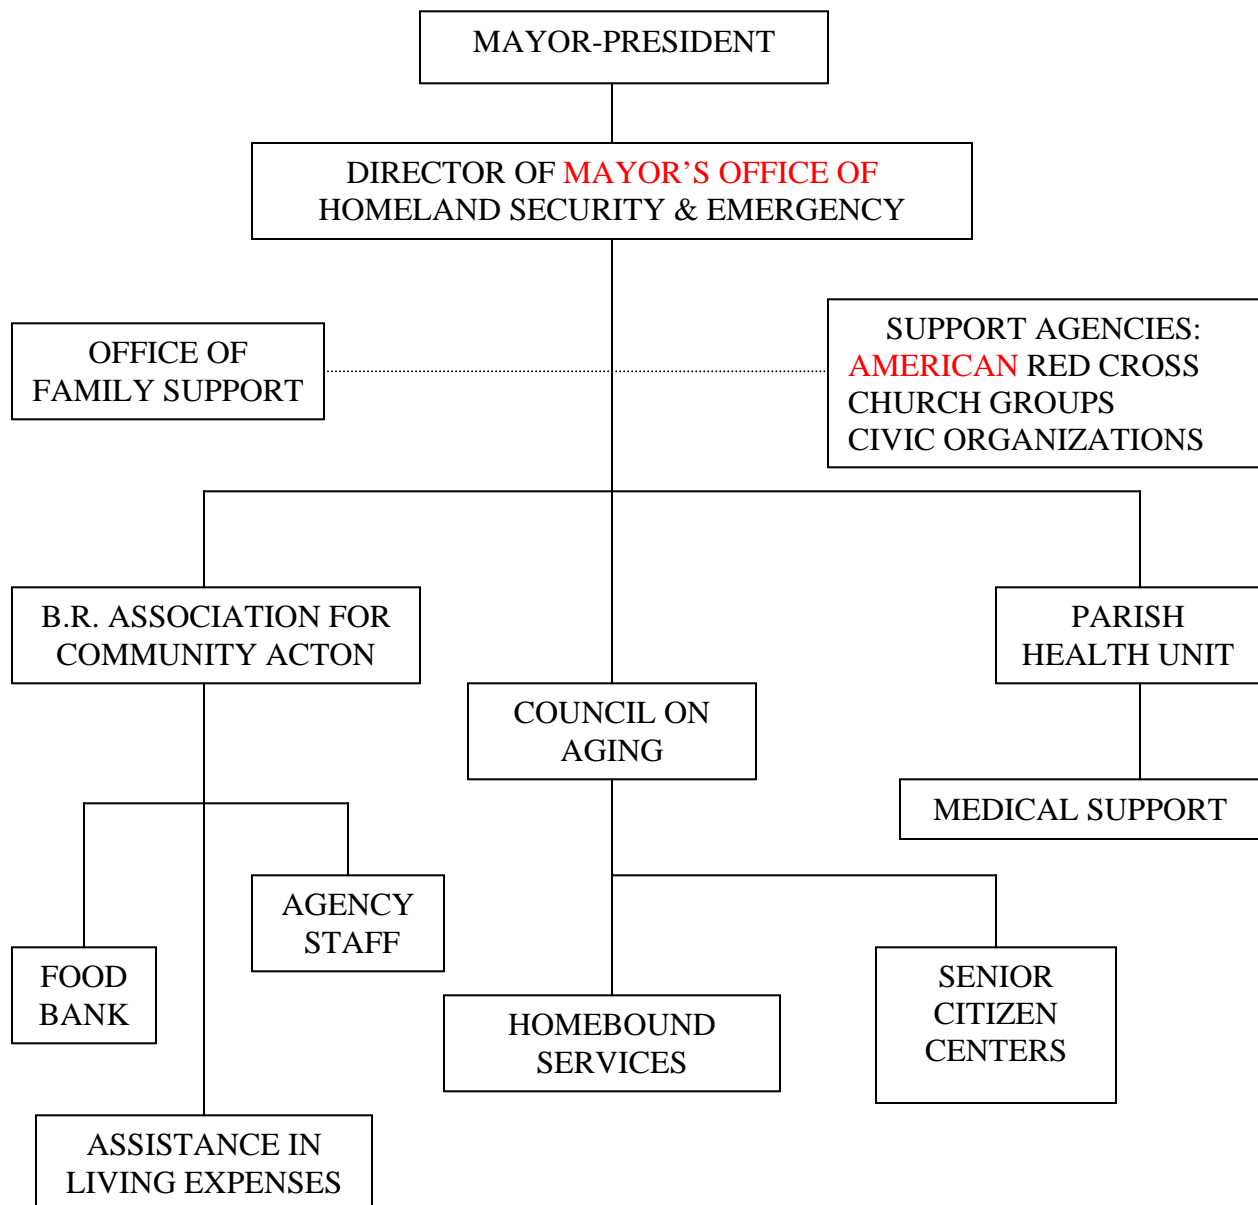 MAYOR-PRESIDENT
DIRECTOR OF MAYOR’S OFFICE OF
HOMELAND SECURITY & EMERGENCY
OFFICE OF
FAMILY SUPPORT
SUPPORT AGENCIES:
AMERICAN RED CROSS
CHURCH GROUPS
CIVIC ORGANIZATIONS
B.R. ASSOCIATION FOR
COMMUNITY ACTON
COUNCIL ON
AGING
PARISH
HEALTH UNIT
MEDICAL SUPPORT
AGENCY
STAFF
FOOD
BANK
HOMEBOUND
SERVICES
SENIOR
CITIZEN
CENTERS
ASSISTANCE IN
LIVING EXPENSES